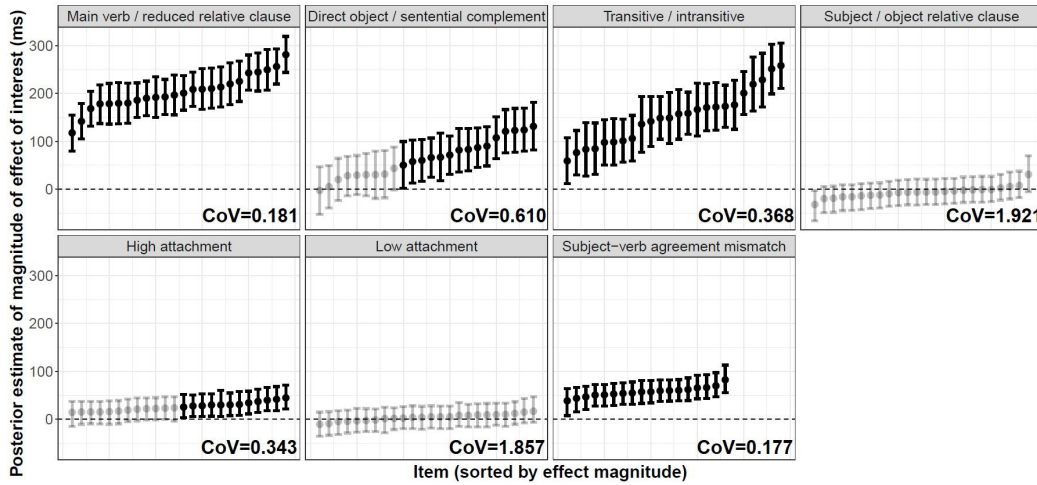 Posterior estimate of magnitude of effect of interest (ms)
Main verb / reduced relative clause
Direct object / sentential complement
Transitive / intransitive
Subject / object relative clause
300
200
100
0
CoV=0.181
CoV=0.610
CoV=0.368
CoV=1.921
High attachment
Low attachment
Subject−verb agreement mismatch
300
200
100
0
CoV=0.343
CoV=1.857
CoV=0.177
Item (sorted by effect magnitude)